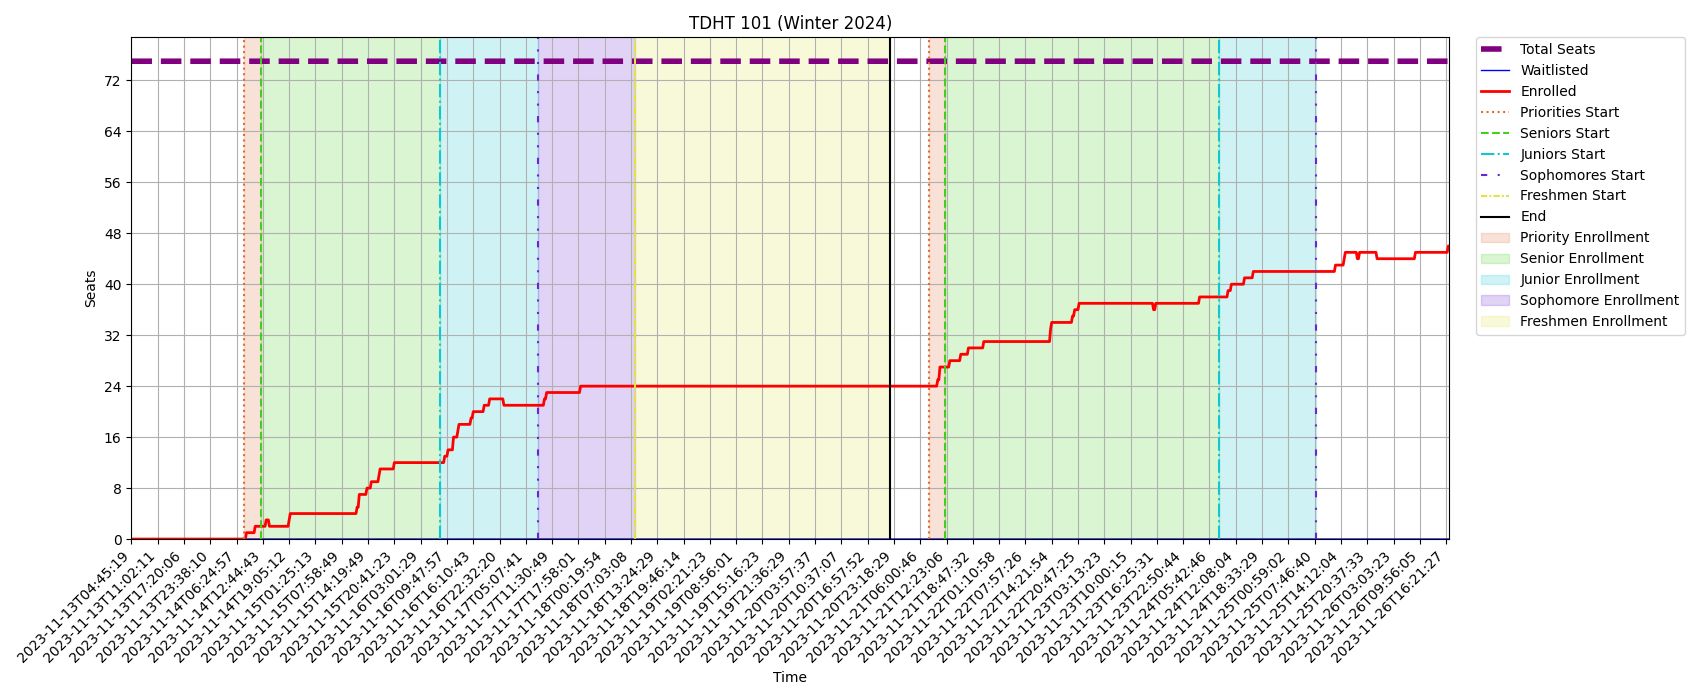 TDHT 101 (Winter 2024)
Seats
72
64
56
48
40
32
24
16
8
0
2023-11-13T04:45:19
2023-11-13T11:02:11
2023-11-13T17:20:06
2023-11-13T23:38:10
2023-11-14T06:24:57
2023-11-14T12:44:43
2023-11-14T19:05:12
2023-11-15T01:25:13
2023-11-15T07:58:49
2023-11-15T14:19:49
2023-11-15T20:41:23
2023-11-16T03:01:29
2023-11-16T09:47:57
2023-11-16T16:10:43
2023-11-16T22:32:20
2023-11-17T05:07:41
2023-11-17T11:30:49
2023-11-17T17:58:01
2023-11-18T00:19:54
2023-11-18T07:03:08
2023-11-18T13:24:29
2023-11-18T19:46:14
2023-11-19T02:21:23
2023-11-19T08:56:01
2023-11-19T15:16:23
2023-11-19T21:36:29
2023-11-20T03:57:37
2023-11-20T10:37:07
2023-11-20T16:57:52
2023-11-20T23:18:29
2023-11-21T06:00:46
2023-11-21T12:23:06
2023-11-21T18:47:32
2023-11-22T01:10:58
2023-11-22T07:57:26
2023-11-22T14:21:54
2023-11-22T20:47:25
2023-11-23T03:13:23
2023-11-23T10:00:15
2023-11-23T16:25:31
2023-11-23T22:50:44
2023-11-24T05:42:46
2023-11-24T12:08:04
2023-11-24T18:33:29
2023-11-25T00:59:02
2023-11-25T07:46:40
2023-11-25T14:12:04
2023-11-25T20:37:33
2023-11-26T03:03:23
2023-11-26T09:56:05
2023-11-26T16:21:27
Time
Total Seats
Waitlisted
Enrolled
Priorities Start
Seniors Start
Juniors Start
Sophomores Start
Freshmen Start
End
Priority Enrollment
Senior Enrollment
Junior Enrollment
Sophomore Enrollment
Freshmen Enrollment